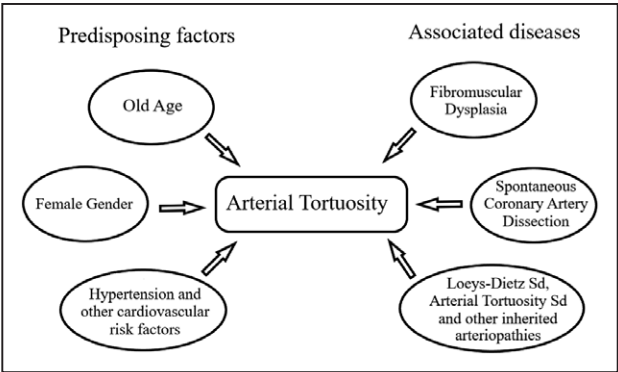 Predisposing factors
Associated diseases
Old Age
Fibromuscular
Dysplasia
Female Gender
Arterial Tortuosity
Spontaneous
Coronary Artery
Dissection
Hypertension and
other cardiovascular
risk factors
Loeys-Dietz Sd,
Arterial Tortuosity Sd
and other inherited
arteriopathies